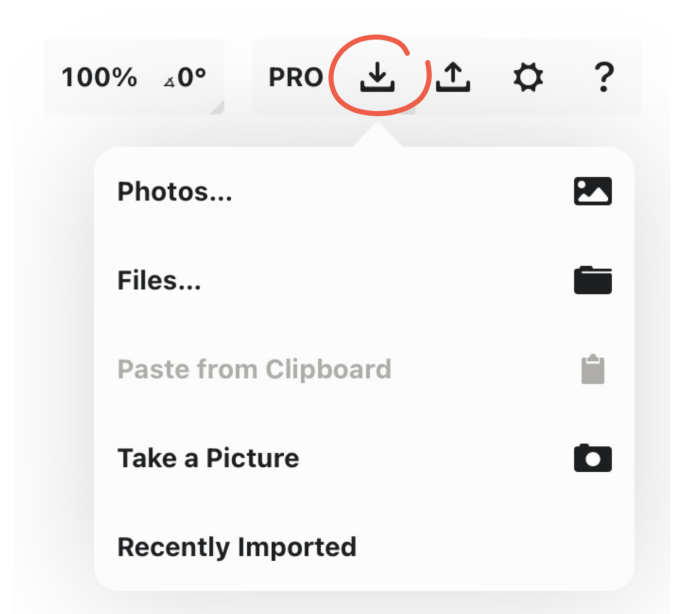 100% ∡0° PRO ?
Photos...
Files...
Paste from Clipboard
Take a Picture
Recently Imported